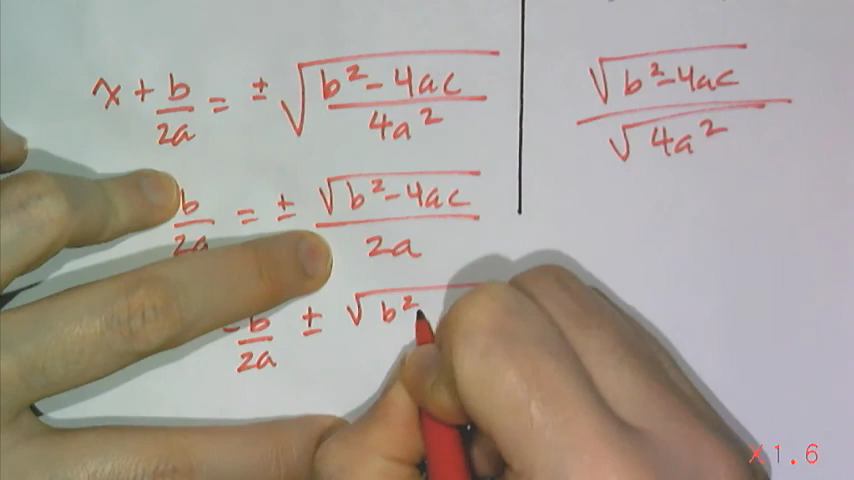 x + b/2a = ± √(b² - 4ac / 4a²)
b/2a = ± √(b² - 4ac) / 2a
-b/2a ± √b²
√(b² - 4ac) / √(4a²)
X1.6